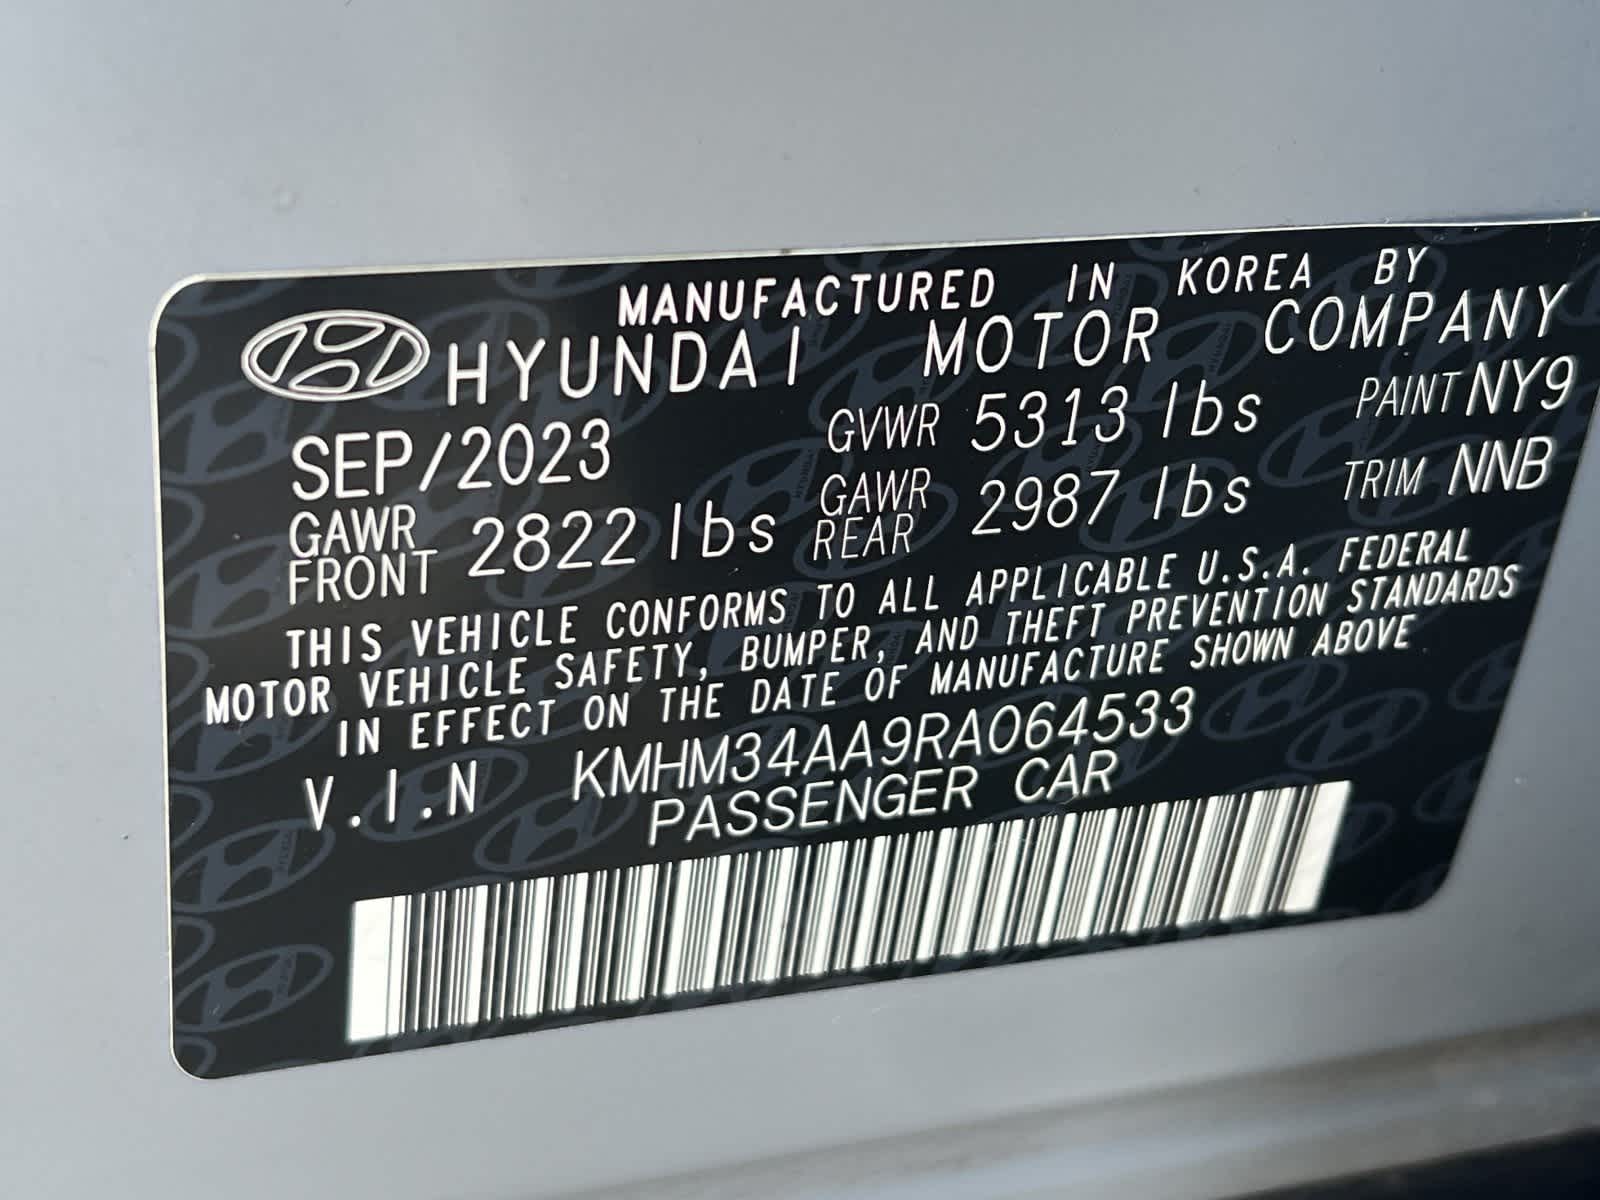 MANUFACTURED IN KOREA BY
HYUNDAI MOTOR COMPANY
SEP/2023 GVWR 5313 lbs PAINT NY9
GAWR FRONT 2822 lbs GAWR REAR 2987 lbs TRIM NNB
THIS VEHICLE CONFORMS TO ALL APPLICABLE U.S.A. FEDERAL
MOTOR VEHICLE SAFETY, BUMPER, AND THEFT PREVENTION STANDARDS
IN EFFECT ON THE DATE OF MANUFACTURE SHOWN ABOVE
V.I.N KMHM34AA9RA064533
PASSENGER CAR